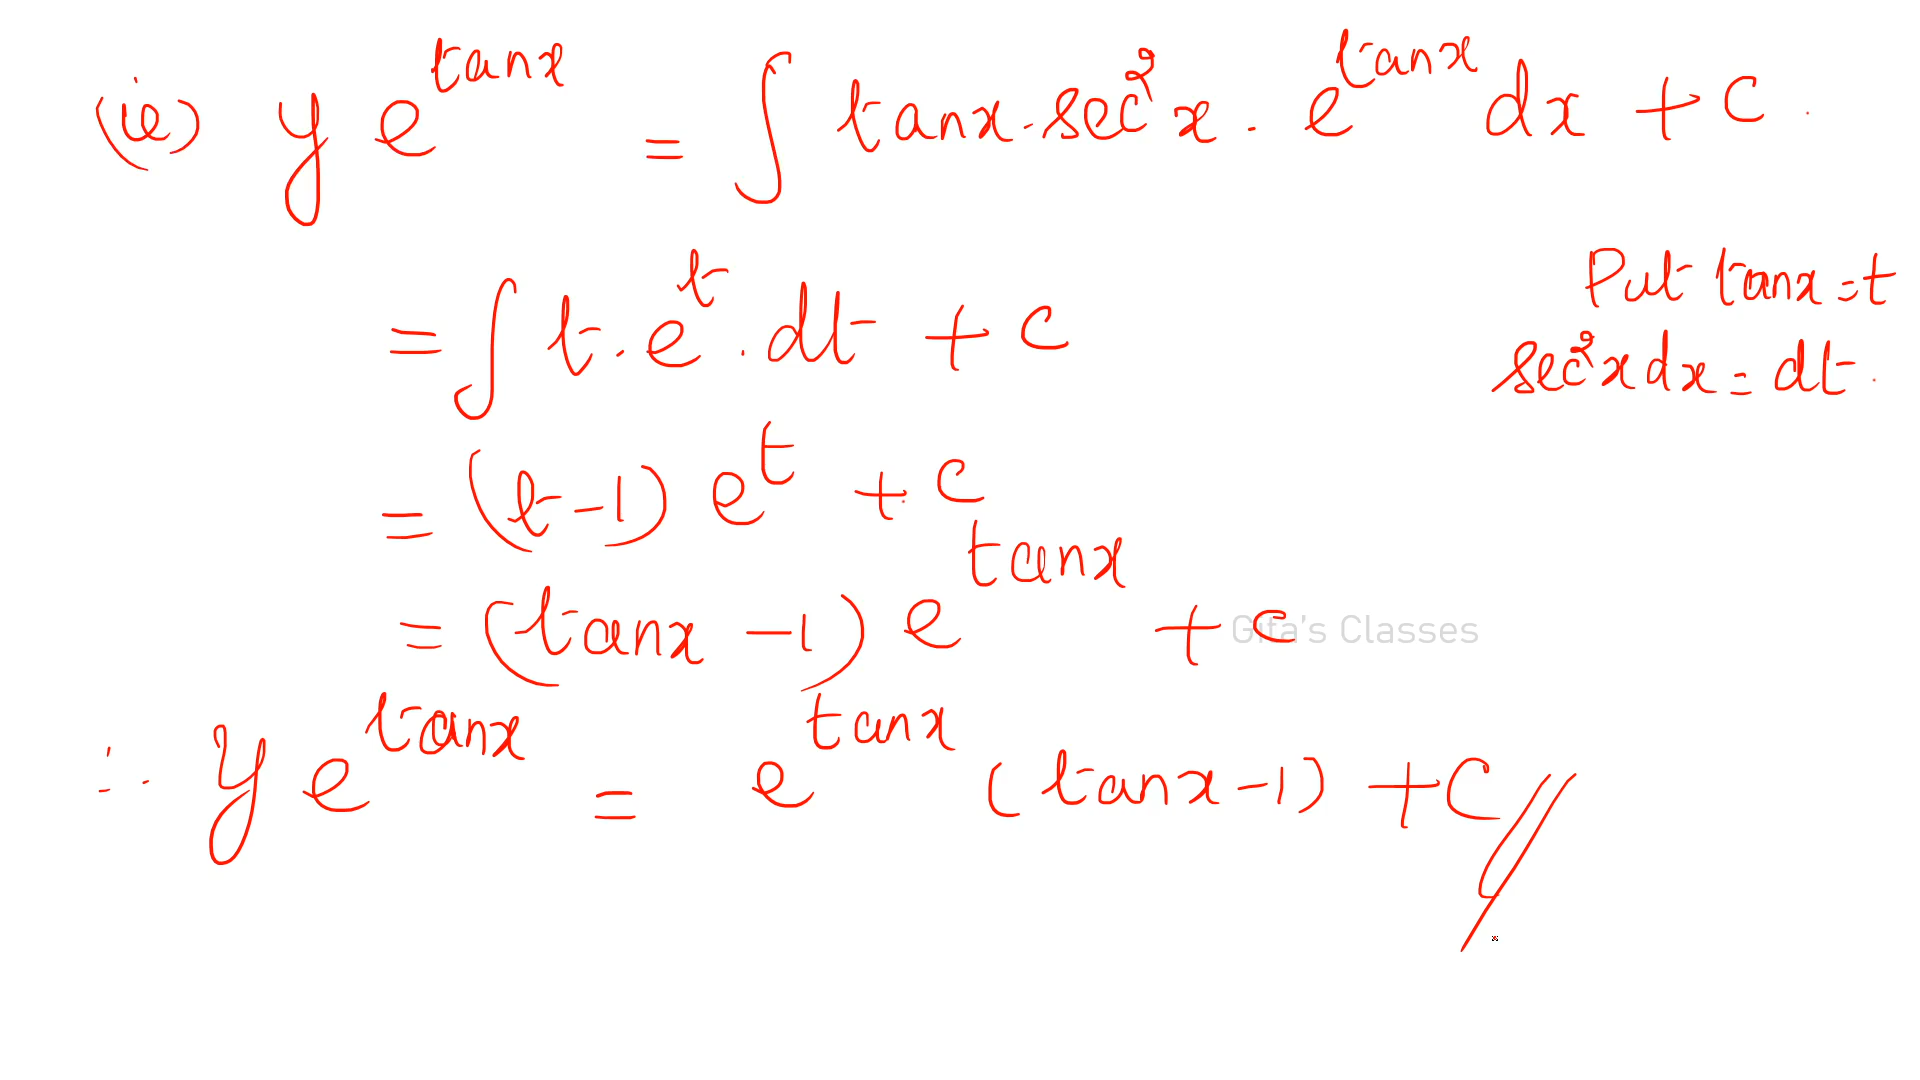 (ie) y e^{tanx} = ∫ tanx · sec²x · e^{tanx} dx + c.
= ∫ t · e^t · dt + c
Put tanx = t
sec²x dx = dt.
= (t-1) e^t + c
= (tanx -1) e^{tanx} + c
Gita's Classes
∴ y e^{tanx} = e^{tanx} (tanx -1) + C //